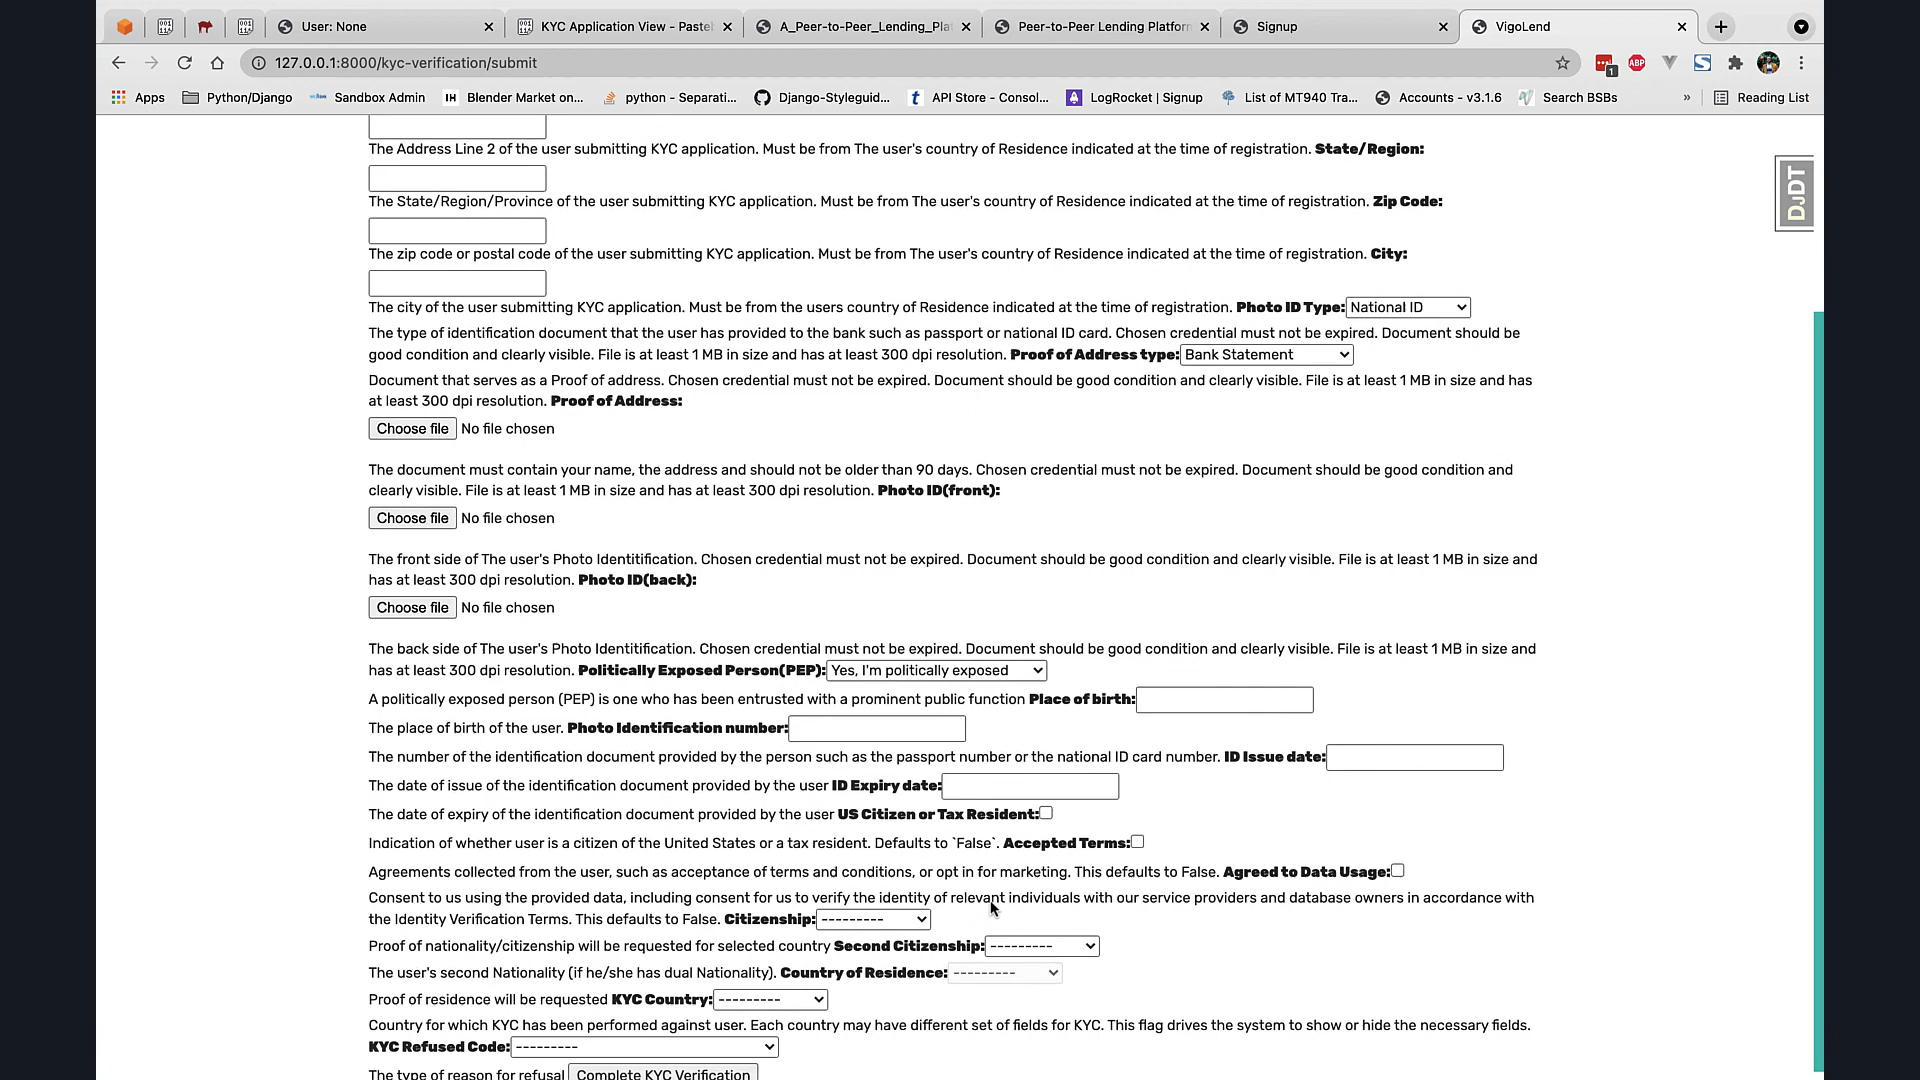 User: None
KYC Application View - Pastel
A_Peer-to-Peer_Lending_Pla
Peer-to-Peer Lending Platform
Signup
VigoLend
127.0.0.1:8000/kyc-verification/submit
1
ABP
Apps
Python/Django
Sandbox Admin
IH Blender Market on...
python - Separati...
Django-Styleguid...
t API Store - Consol...
LogRocket | Signup
List of MT940 Tra...
Accounts - v3.1.6
Search BSBs
»
Reading List
DJDT
The Address Line 2 of the user submitting KYC application. Must be from The user's country of Residence indicated at the time of registration. State/Region:
The State/Region/Province of the user submitting KYC application. Must be from The user's country of Residence indicated at the time of registration. Zip Code:
The zip code or postal code of the user submitting KYC application. Must be from The user's country of Residence indicated at the time of registration. City:
The city of the user submitting KYC application. Must be from the users country of Residence indicated at the time of registration. Photo ID Type: National ID
The type of identification document that the user has provided to the bank such as passport or national ID card. Chosen credential must not be expired. Document should be
good condition and clearly visible. File is at least 1 MB in size and has at least 300 dpi resolution. Proof of Address type: Bank Statement
Document that serves as a Proof of address. Chosen credential must not be expired. Document should be good condition and clearly visible. File is at least 1 MB in size and has
at least 300 dpi resolution. Proof of Address:
Choose file No file chosen
The document must contain your name, the address and should not be older than 90 days. Chosen credential must not be expired. Document should be good condition and
clearly visible. File is at least 1 MB in size and has at least 300 dpi resolution. Photo ID(front):
Choose file No file chosen
The front side of The user's Photo Identitification. Chosen credential must not be expired. Document should be good condition and clearly visible. File is at least 1 MB in size and
has at least 300 dpi resolution. Photo ID(back):
Choose file No file chosen
The back side of The user's Photo Identitification. Chosen credential must not be expired. Document should be good condition and clearly visible. File is at least 1 MB in size and
has at least 300 dpi resolution. Politically Exposed Person(PEP): Yes, I'm politically exposed
A politically exposed person (PEP) is one who has been entrusted with a prominent public function Place of birth:
The place of birth of the user. Photo Identification number:
The number of the identification document provided by the person such as the passport number or the national ID card number. ID Issue date:
The date of issue of the identification document provided by the user ID Expiry date:
The date of expiry of the identification document provided by the user US Citizen or Tax Resident:
Indication of whether user is a citizen of the United States or a tax resident. Defaults to `False`. Accepted Terms:
Agreements collected from the user, such as acceptance of terms and conditions, or opt in for marketing. This defaults to False. Agreed to Data Usage:
Consent to us using the provided data, including consent for us to verify the identity of relevant individuals with our service providers and database owners in accordance with
the Identity Verification Terms. This defaults to False. Citizenship: ---------
Proof of nationality/citizenship will be requested for selected country Second Citizenship: ---------
The user's second Nationality (if he/she has dual Nationality). Country of Residence: ---------
Proof of residence will be requested KYC Country: ---------
Country for which KYC has been performed against user. Each country may have different set of fields for KYC. This flag drives the system to show or hide the necessary fields.
KYC Refused Code: ---------
The type of reason for refusal Complete KYC Verification